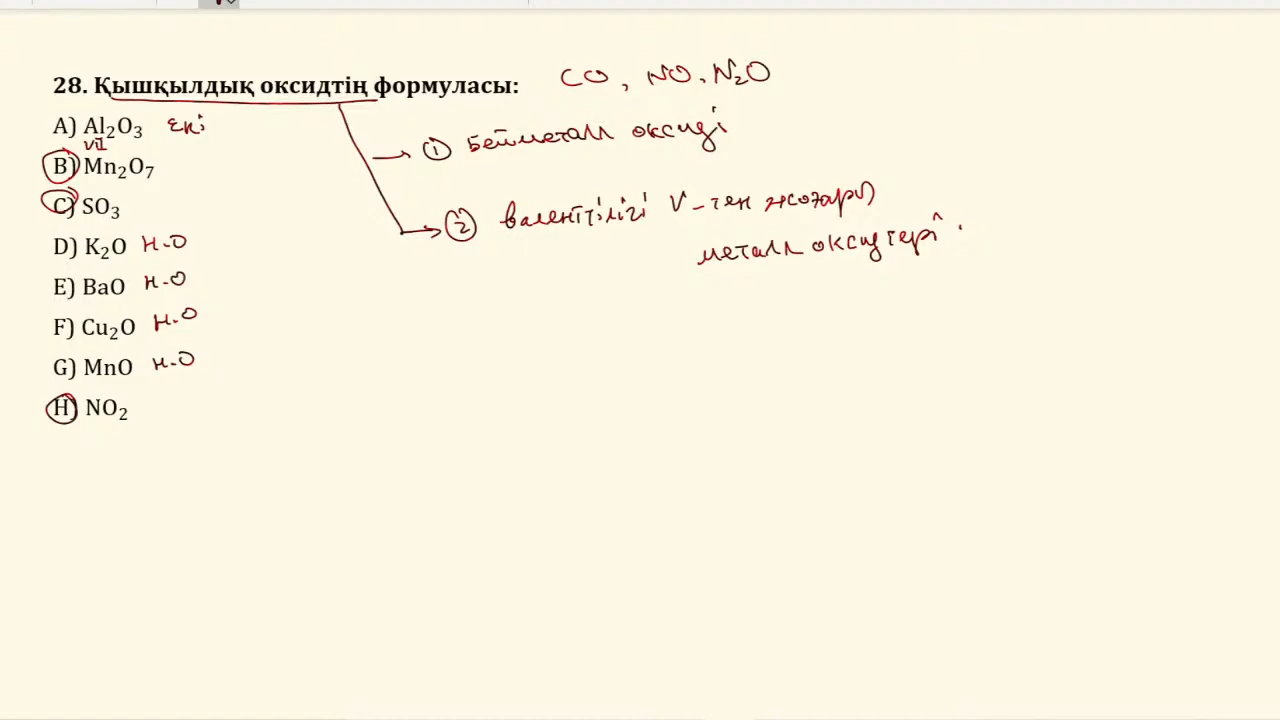 28. Қышқылдық оксидтің формуласы: CO, NO, N₂O
A) Al₂O₃ екі
① Бейметалл оксиді
VII
B) Mn₂O₇
C) SO₃
② валенттілігі V-тен жоғары
металл оксидтері.
D) K₂O н-О
E) BaO н-О
F) Cu₂O н-О
G) MnO н-О
H) NO₂